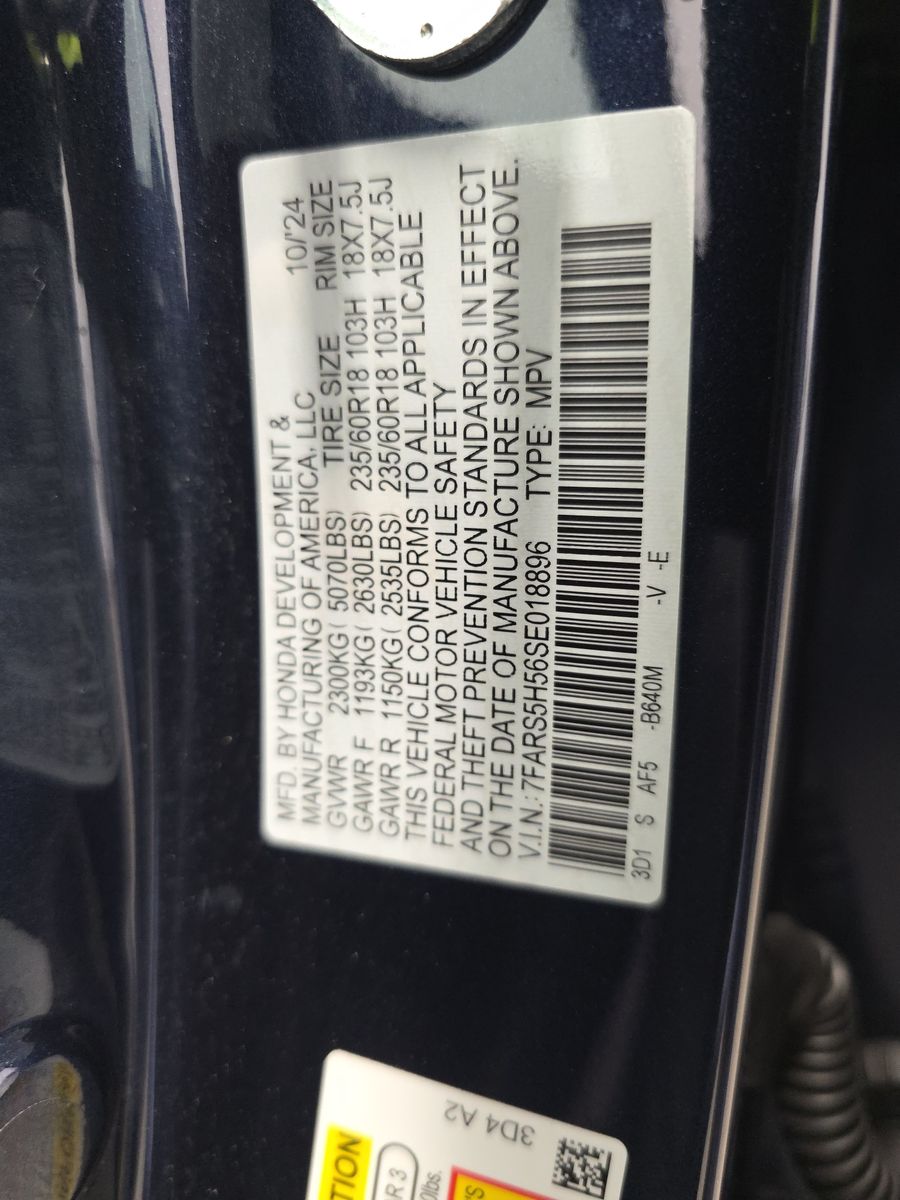 MFD. BY HONDA DEVELOPMENT &
MANUFACTURING OF AMERICA, LLC 10/'24
GVWR 2300KG( 5070LBS) TIRE SIZE RIM SIZE
GAWR F 1193KG( 2630LBS) 235/60R18 103H 18X7.5J
GAWR R 1150KG( 2535LBS) 235/60R18 103H 18X7.5J
THIS VEHICLE CONFORMS TO ALL APPLICABLE
FEDERAL MOTOR VEHICLE SAFETY
AND THEFT PREVENTION STANDARDS IN EFFECT
ON THE DATE OF MANUFACTURE SHOWN ABOVE.
V.I.N.: 7FARS5H56SE018896 TYPE: MPV
3D1 S AF5 -B640M -V -E
3D4 A2
R 3
0lbs.